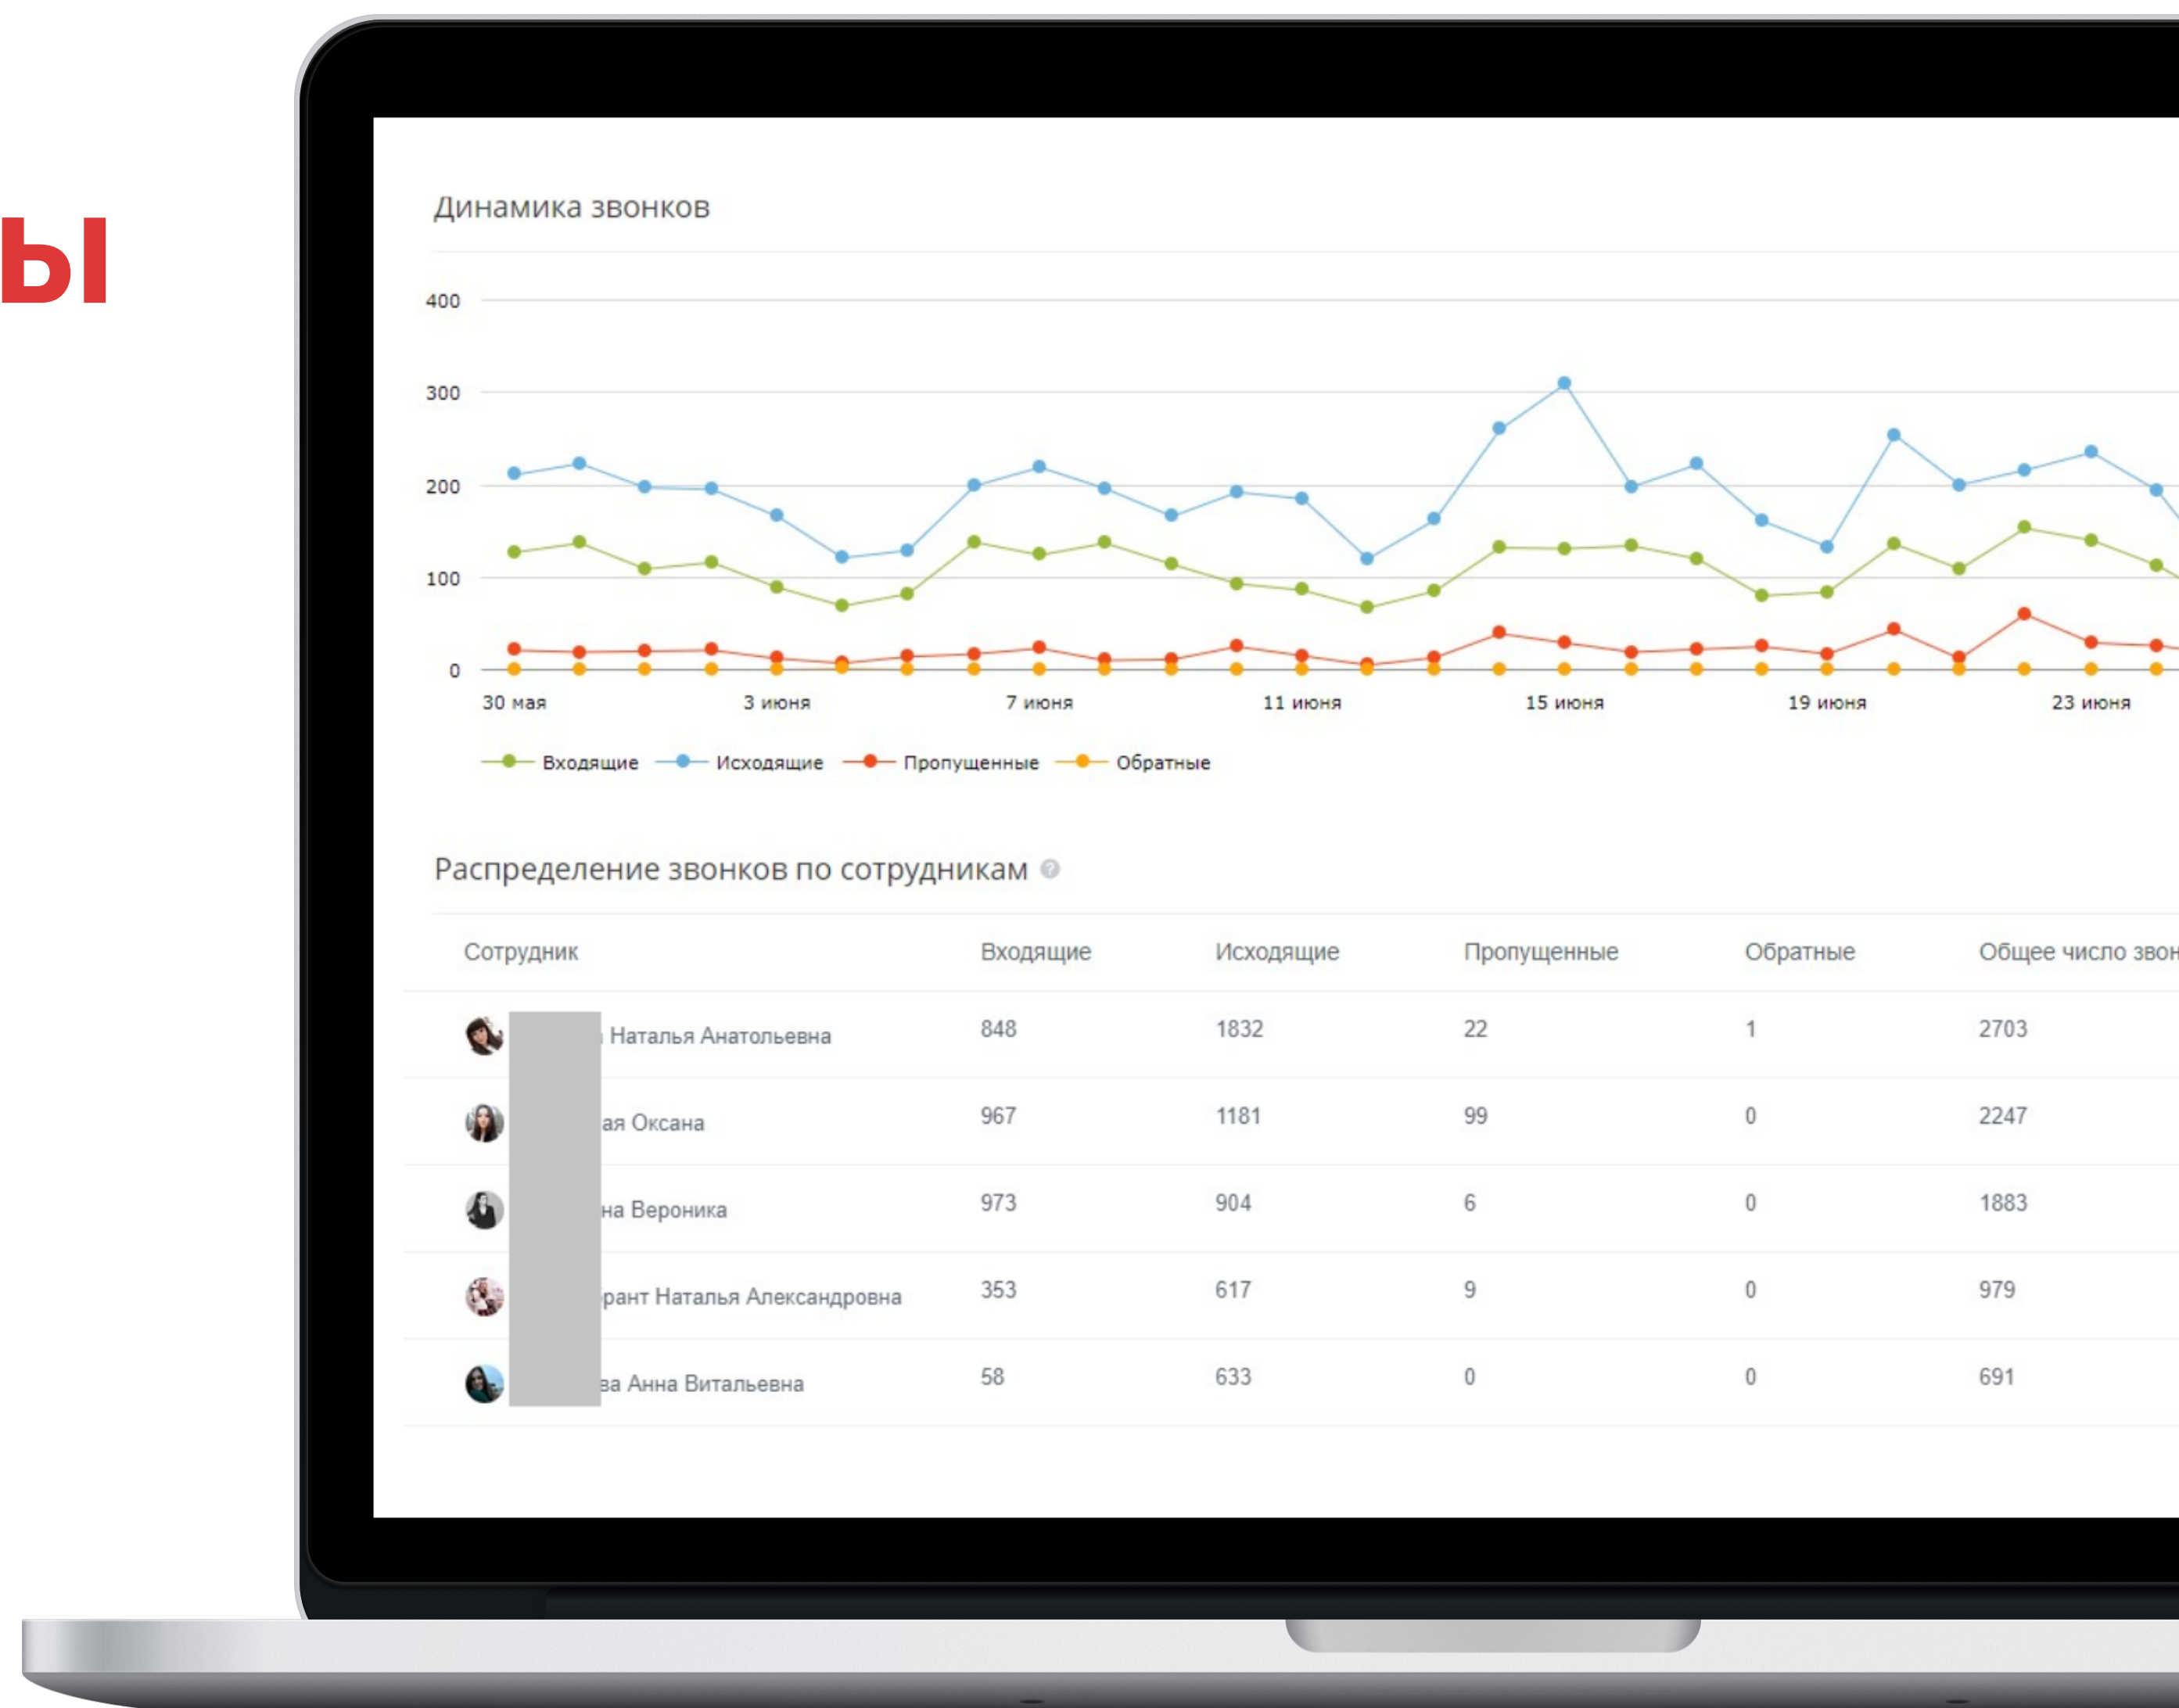 ы
Динамика звонков
400
300
200
100
0
30 мая 3 июня 7 июня 11 июня 15 июня 19 июня 23 июня
Входящие Исходящие Пропущенные Обратные
Распределение звонков по сотрудникам ?
Сотрудник Входящие Исходящие Пропущенные Обратные Общее число звон
Наталья Анатольевна 848 1832 22 1 2703
ая Оксана 967 1181 99 0 2247
на Вероника 973 904 6 0 1883
рант Наталья Александровна 353 617 9 0 979
ва Анна Витальевна 58 633 0 0 691